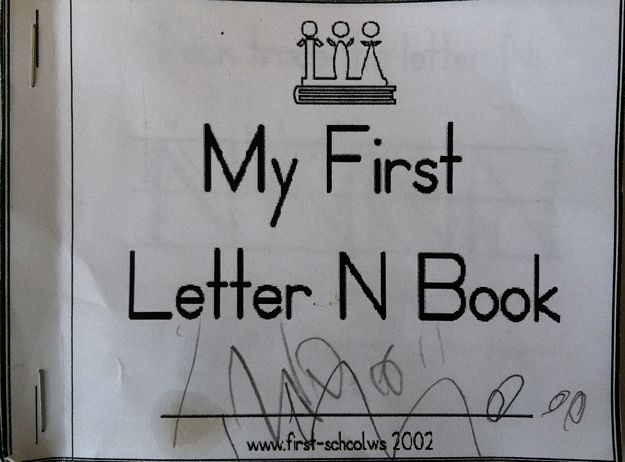 My First
Letter N Book
www.first-school.ws 2002